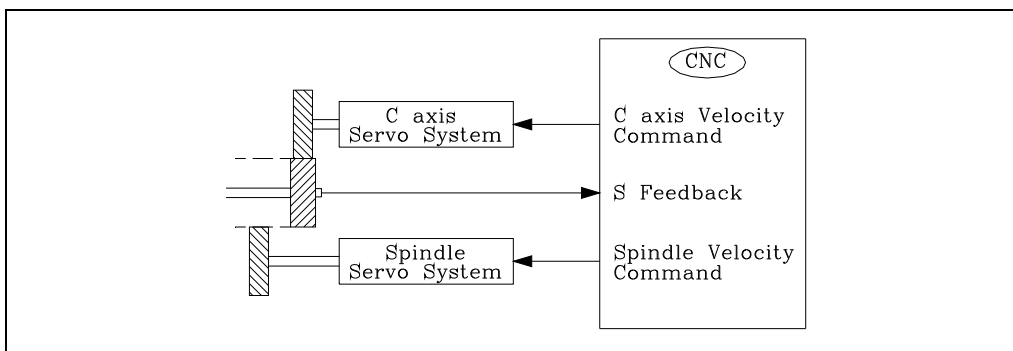 CNC
C axis
Servo System
C axis Velocity
Command
S Feedback
Spindle
Servo System
Spindle Velocity
Command